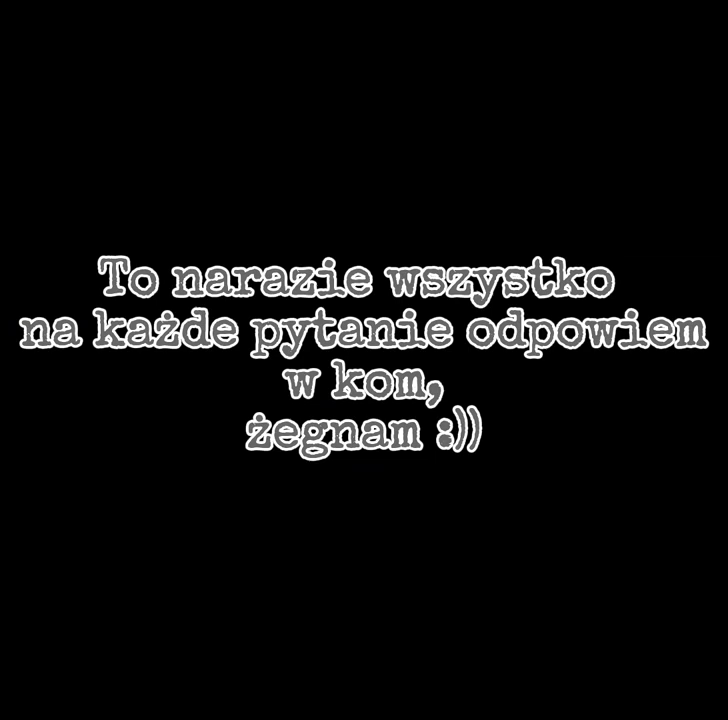 To narazie wszystko
na każde pytanie odpowiem
w kom,
żegnam :))